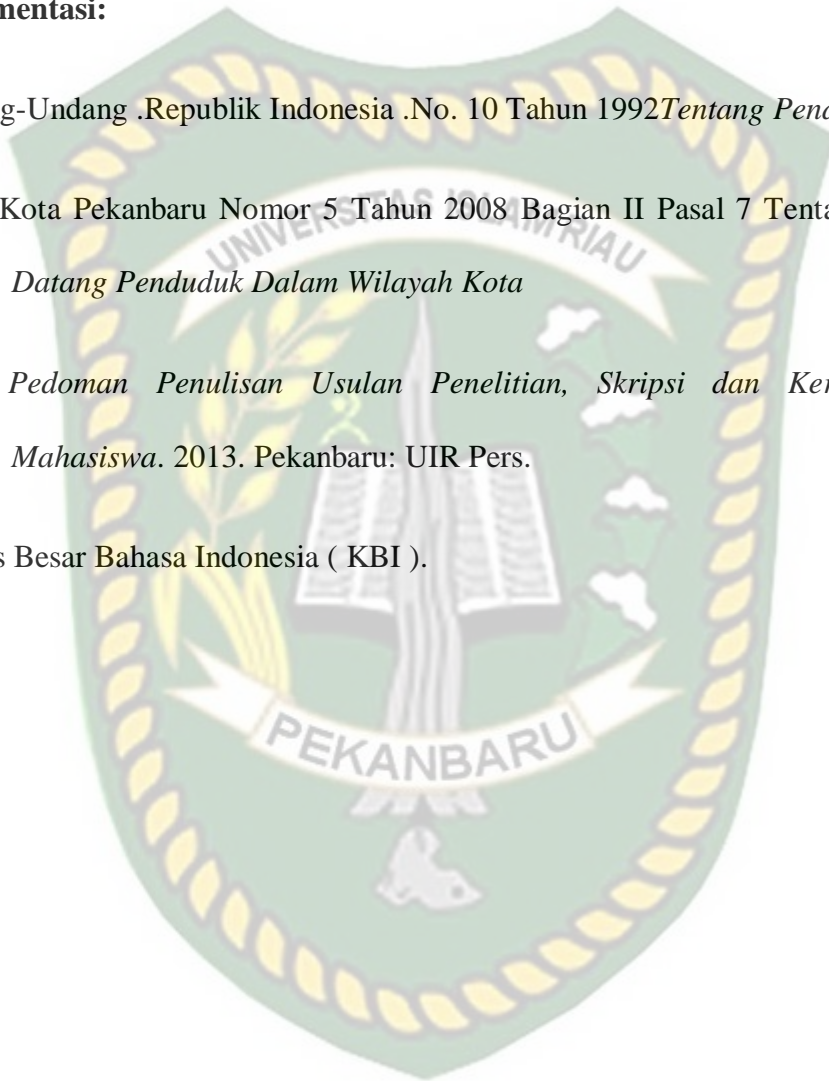 mentasi:
g-Undang .Republik Indonesia .No. 10 Tahun 1992Tentang Pend
Kota Pekanbaru Nomor 5 Tahun 2008 Bagian II Pasal 7 Tenta
Datang Penduduk Dalam Wilayah Kota
Pedoman Penulisan Usulan Penelitian, Skripsi dan Ker
Mahasiswa. 2013. Pekanbaru: UIR Pers.
s Besar Bahasa Indonesia ( KBI ).
UNIVERSITAS ISLAM RIAU
PEKANBARU